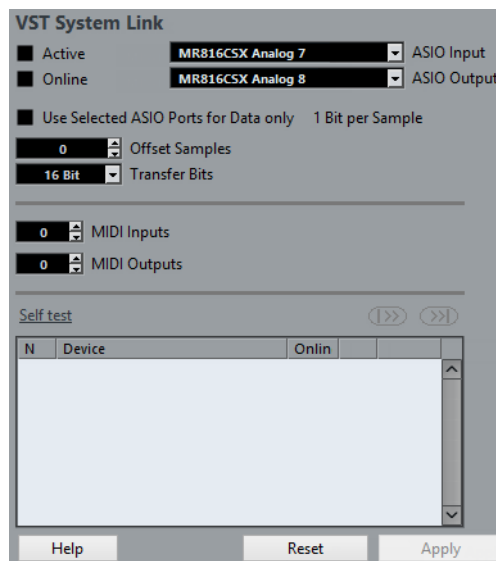 VST System Link
Active MR816CSX Analog 7 ASIO Input
Online MR816CSX Analog 8 ASIO Output
Use Selected ASIO Ports for Data only 1 Bit per Sample
0 Offset Samples
16 Bit Transfer Bits
0 MIDI Inputs
0 MIDI Outputs
Self test
N Device Onlin
Help Reset Apply